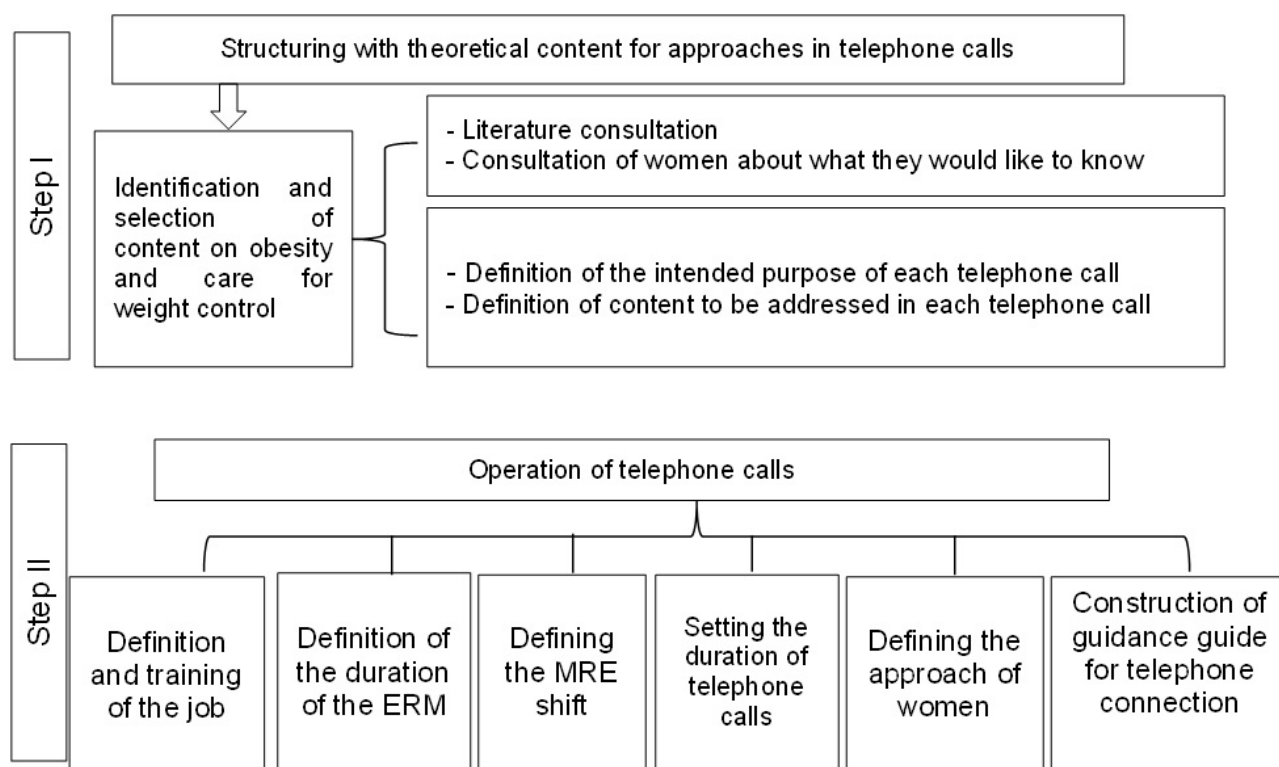 Step I
Structuring with theoretical content for approaches in telephone calls
Identification and
selection of
content on obesity
and care for
weight control
- Literature consultation
- Consultation of women about what they would like to know
- Definition of the intended purpose of each telephone call
- Definition of content to be addressed in each telephone call
Step II
Operation of telephone calls
Definition
and training
of the job
Definition of
the duration
of the ERM
Defining
the MRE
shift
Setting the
duration of
telephone
calls
Defining the
approach of
women
Construction of
guidance guide
for telephone
connection